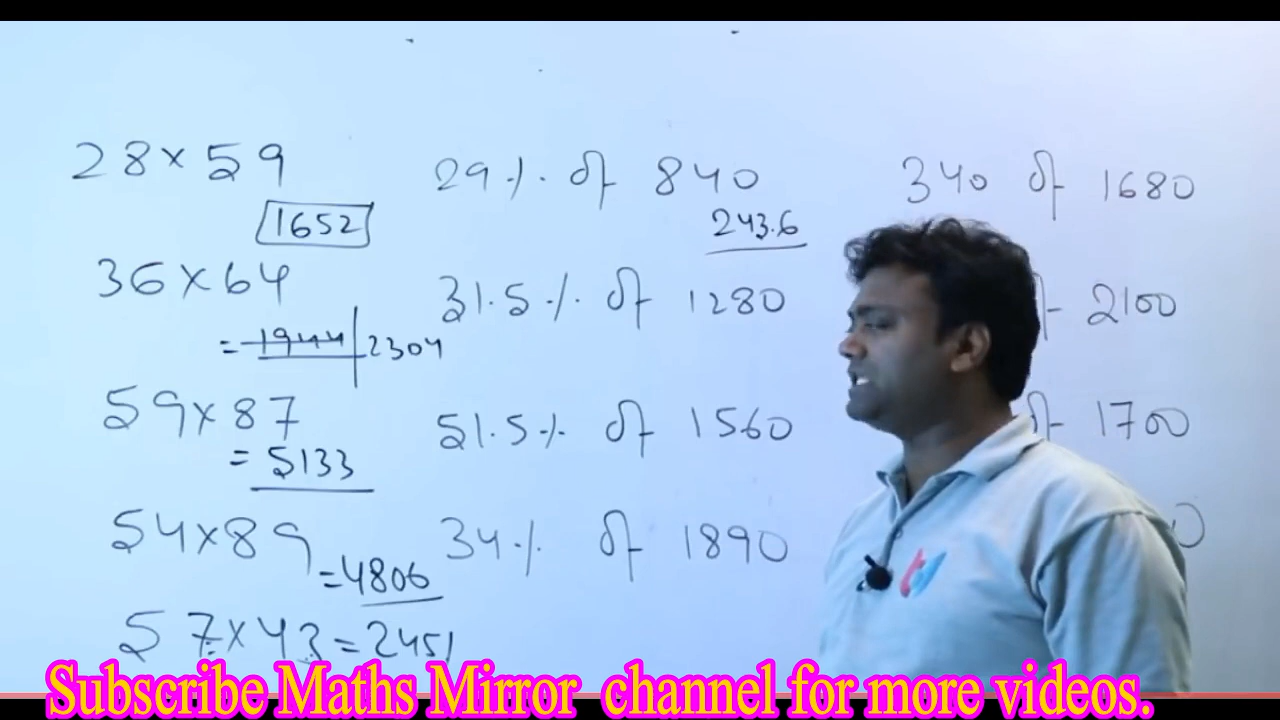 28×59
1652
36×64
= 1944 2304
59×87
= 5133
54×89
=4806
57×43=2451
29% of 840
243.6
31.5% of 1280
51.5% of 1560
34% of 1890
340 of 1680
2100
1700
Subscribe Maths Mirror channel for more videos.